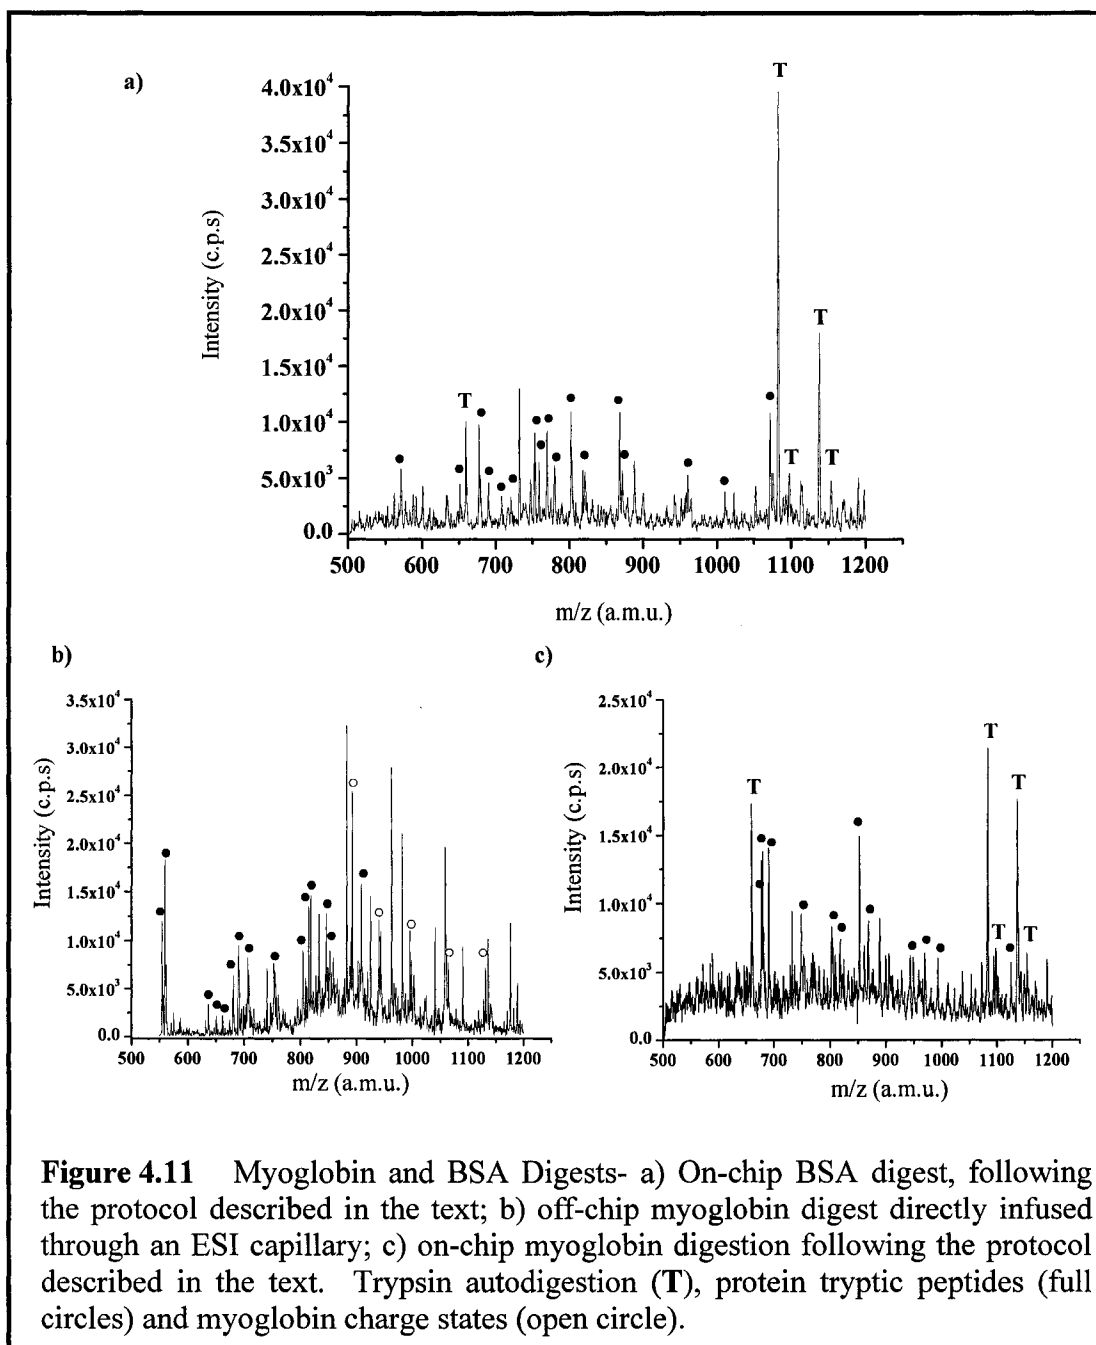 a)
T
4.0x10⁴
3.5x10⁴
3.0x10⁴
2.5x10⁴
2.0x10⁴
1.5x10⁴
1.0x10⁴
5.0x10³
0.0
Intensity (c.p.s)
T
T
T
T
500 600 700 800 900 1000 1100 1200
m/z (a.m.u.)
b)
3.5x10⁴
3.0x10⁴
2.5x10⁴
2.0x10⁴
1.5x10⁴
1.0x10⁴
5.0x10³
0.0
Intensity (c.p.s)
500 600 700 800 900 1000 1100 1200
m/z (a.m.u.)
c)
2.5x10⁴
2.0x10⁴
1.5x10⁴
1.0x10⁴
5.0x10³
0.0
Intensity (c.p.s)
T
T
T
T
T
500 600 700 800 900 1000 1100 1200
m/z (a.m.u.)
Figure 4.11 Myoglobin and BSA Digests- a) On-chip BSA digest, following
the protocol described in the text; b) off-chip myoglobin digest directly infused
through an ESI capillary; c) on-chip myoglobin digestion following the protocol
described in the text. Trypsin autodigestion (T), protein tryptic peptides (full
circles) and myoglobin charge states (open circle).